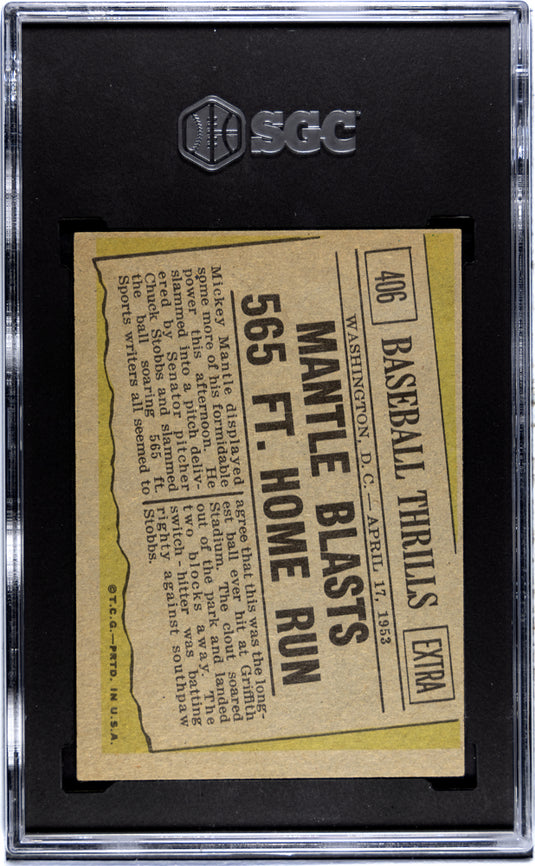 SGC
406
BASEBALL THRILLS
EXTRA
WASHINGTON, D.C.—APRIL 17, 1953
MANTLE BLASTS
565 FT. HOME RUN
Mickey Mantle displayed
some more of his formidable
power this afternoon. He
slammed into a pitch deliv-
ered by Senator pitcher
Chuck Stobbs and slammed
the ball soaring 565 ft.
Sports writers all seemed to
agree that this was the long-
est ball ever hit at Griffith
Stadium. The clout soared
out of the park and landed
two blocks away. The
switch-hitter was batting
righty against southpaw
Stobbs.
©T.C.G.—PRTD. IN U.S.A.